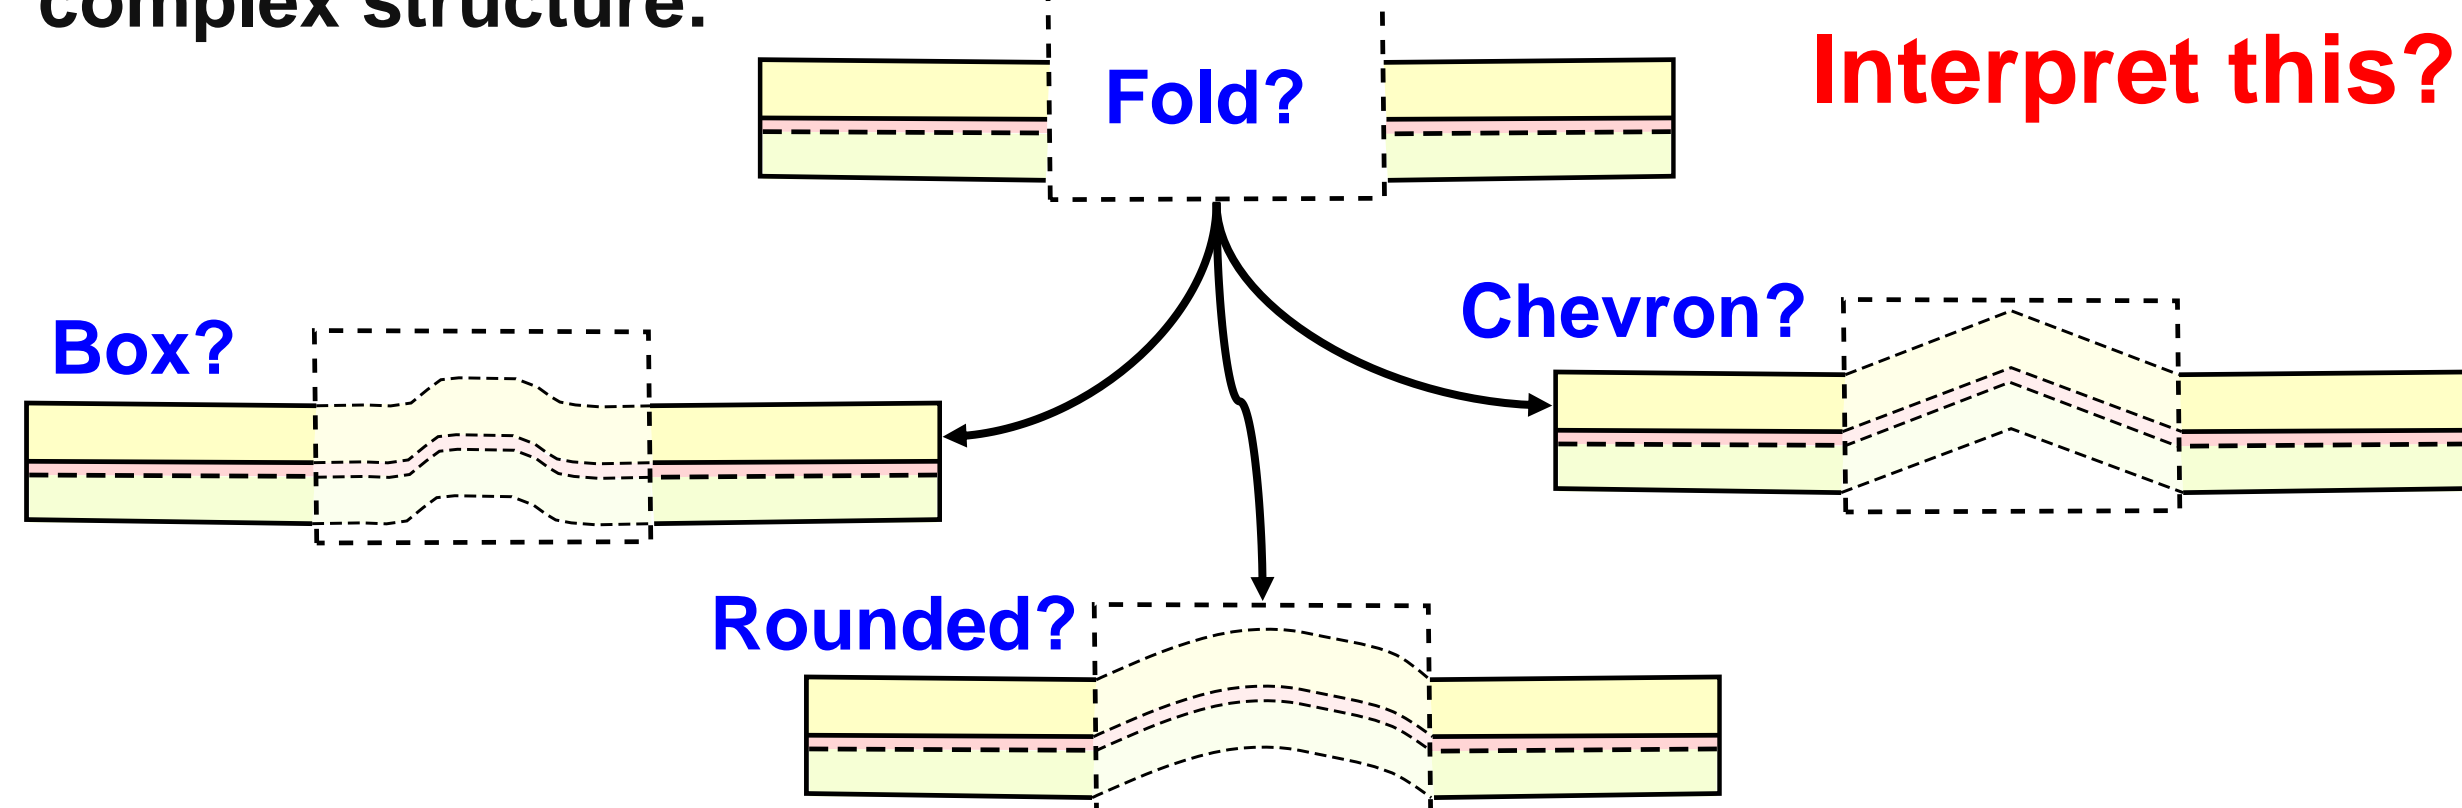 complex structure.
Interpret this?
Fold?
Chevron?
Box?
Rounded?